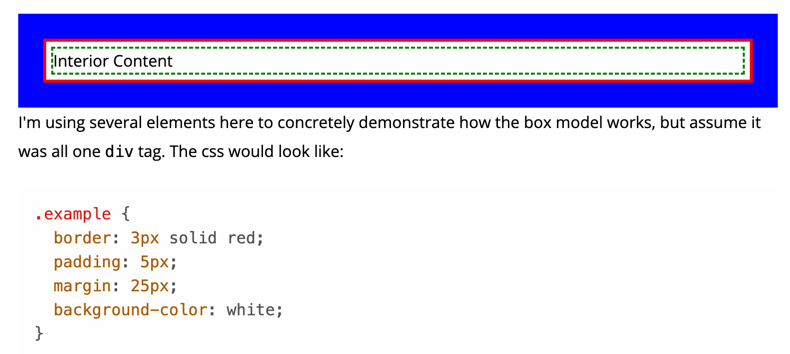 Interior Content
I'm using several elements here to concretely demonstrate how the box model works, but assume it
was all one div tag. The css would look like:
.example {
  border: 3px solid red;
  padding: 5px;
  margin: 25px;
  background-color: white;
}